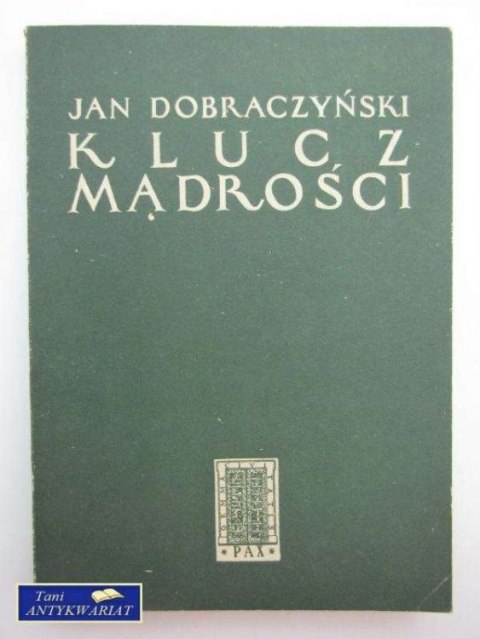 JAN DOBRACZYŃSKI
KLUCZ
MĄDROŚCI
* PAX *
Tani
ANTYKWARIAT